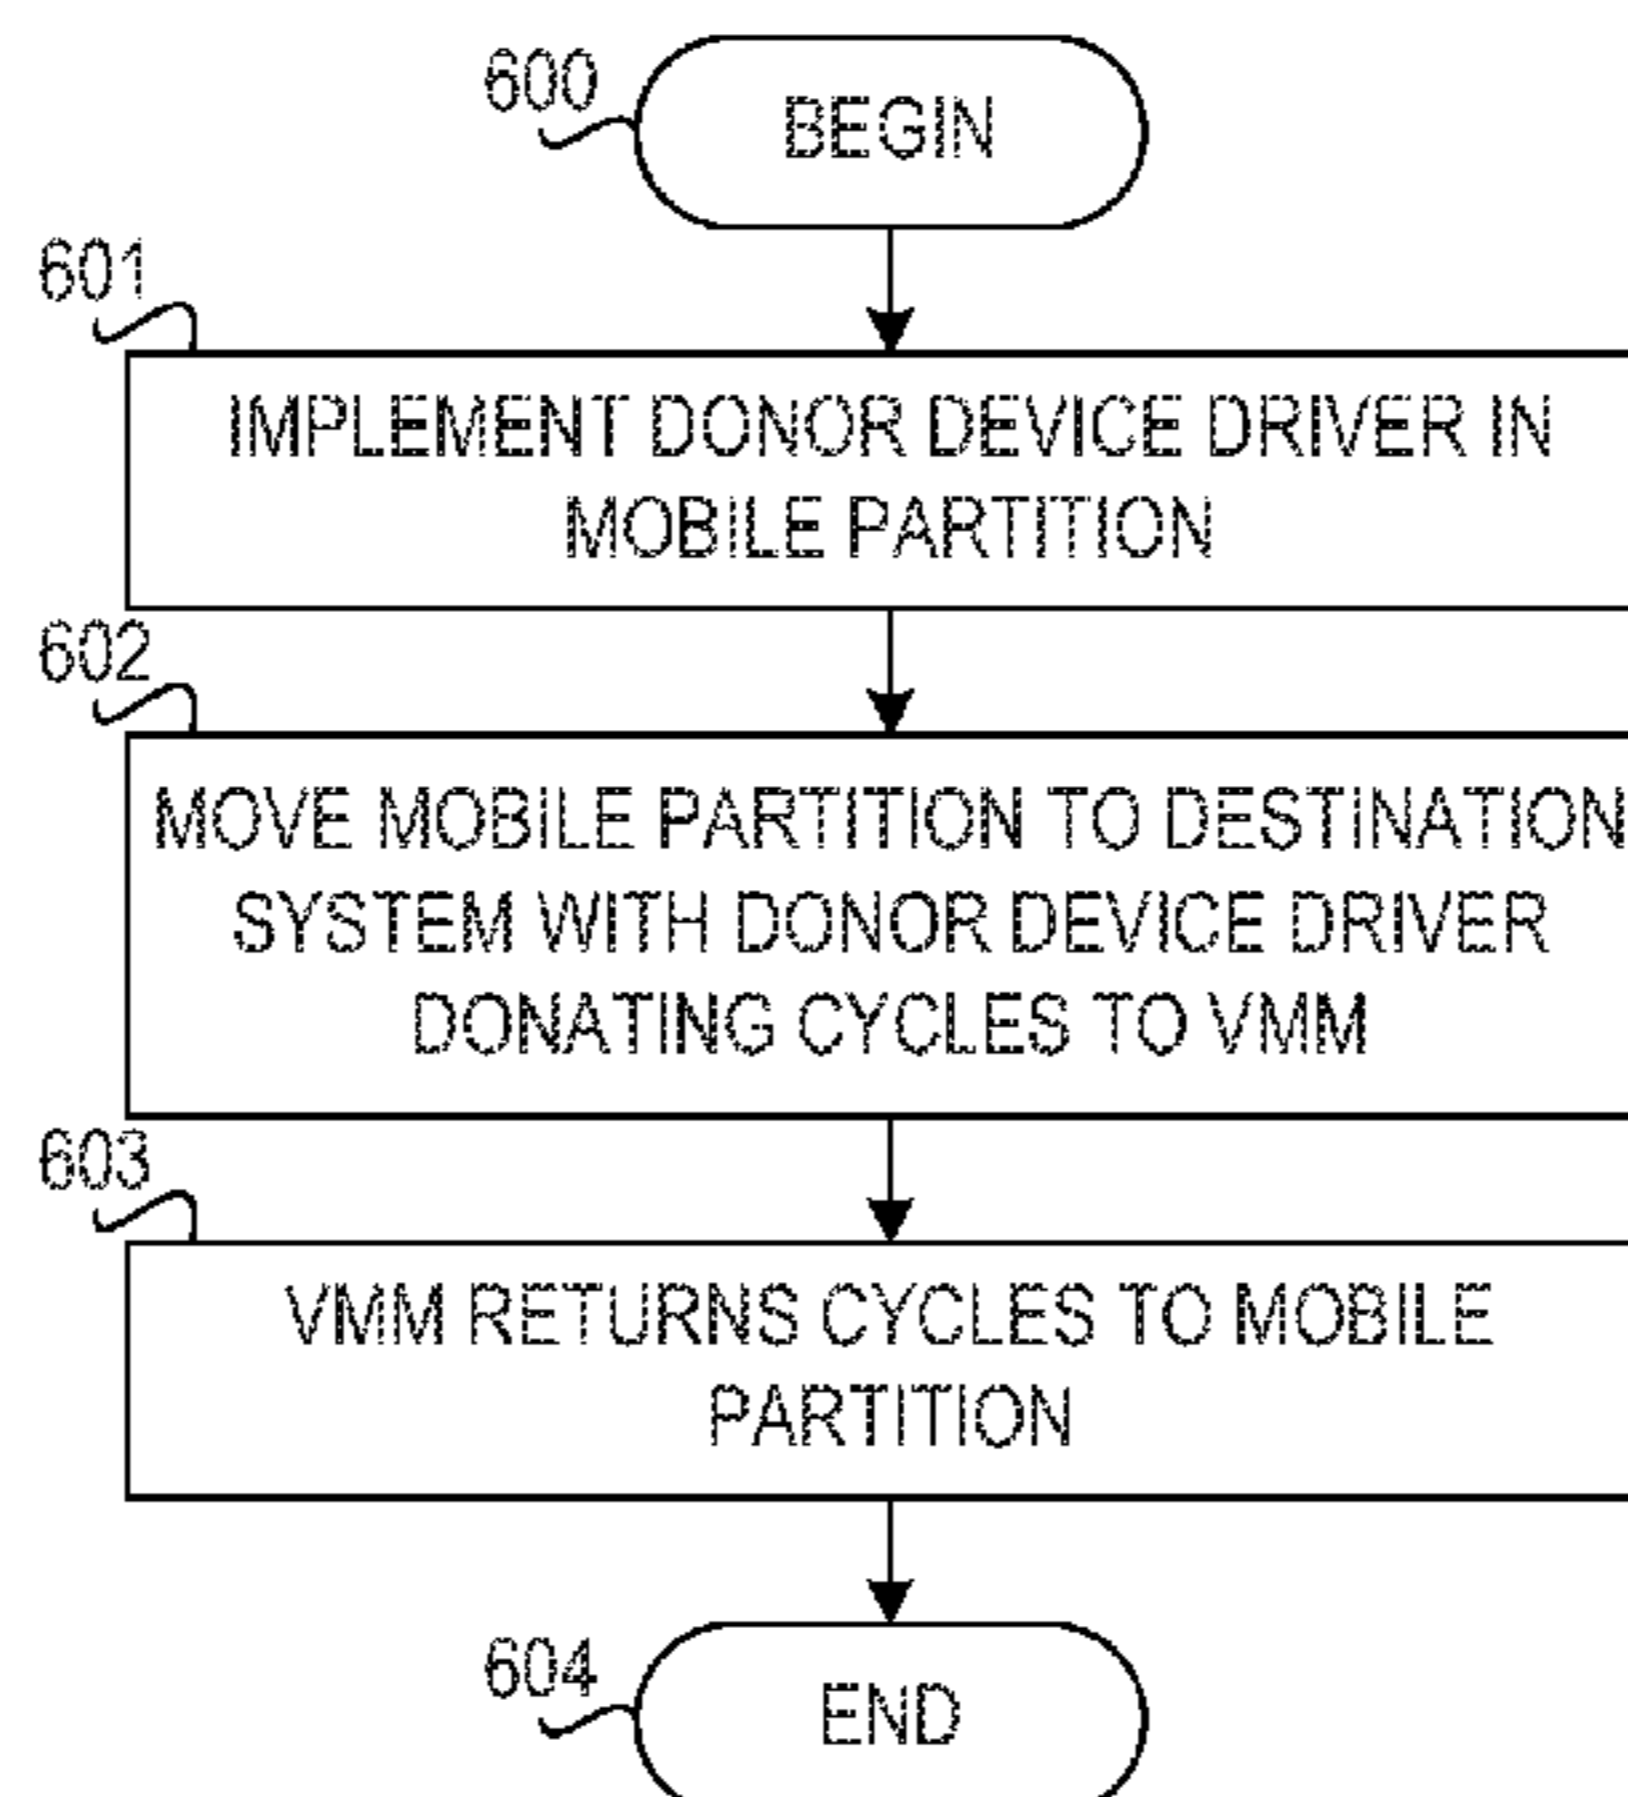 600
BEGIN
601
IMPLEMENT DONOR DEVICE DRIVER IN
MOBILE PARTITION
602
MOVE MOBILE PARTITION TO DESTINATION
SYSTEM WITH DONOR DEVICE DRIVER
DONATING CYCLES TO VMM
603
VMM RETURNS CYCLES TO MOBILE
PARTITION
604
END